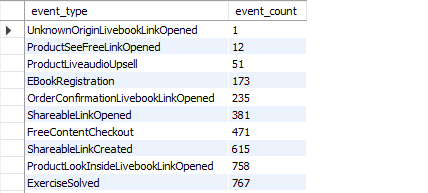 event_type event_count
UnknownOriginLivebookLinkOpened 1
ProductSeeFreeLinkOpened 12
ProductLiveaudioUpsell 51
EBookRegistration 173
OrderConfirmationLivebookLinkOpened 235
ShareableLinkOpened 381
FreeContentCheckout 471
ShareableLinkCreated 615
ProductLookInsideLivebookLinkOpened 758
ExerciseSolved 767